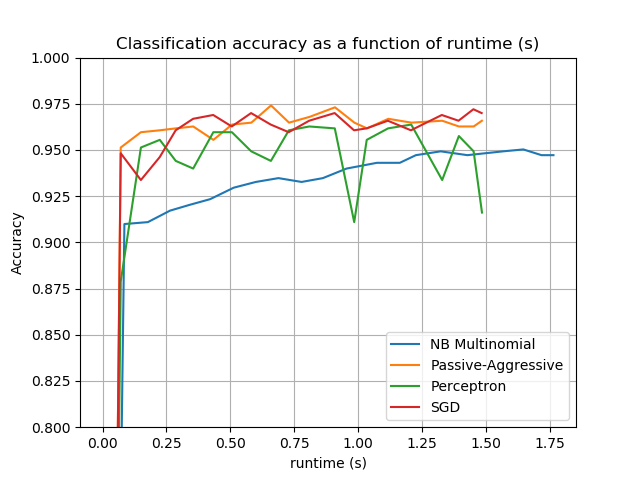 Classification accuracy as a function of runtime (s)
1.000
0.975
0.950
0.925
0.900
0.875
0.850
0.825
0.800
Accuracy
NB Multinomial
Passive-Aggressive
Perceptron
SGD
0.00 0.25 0.50 0.75 1.00 1.25 1.50 1.75
runtime (s)